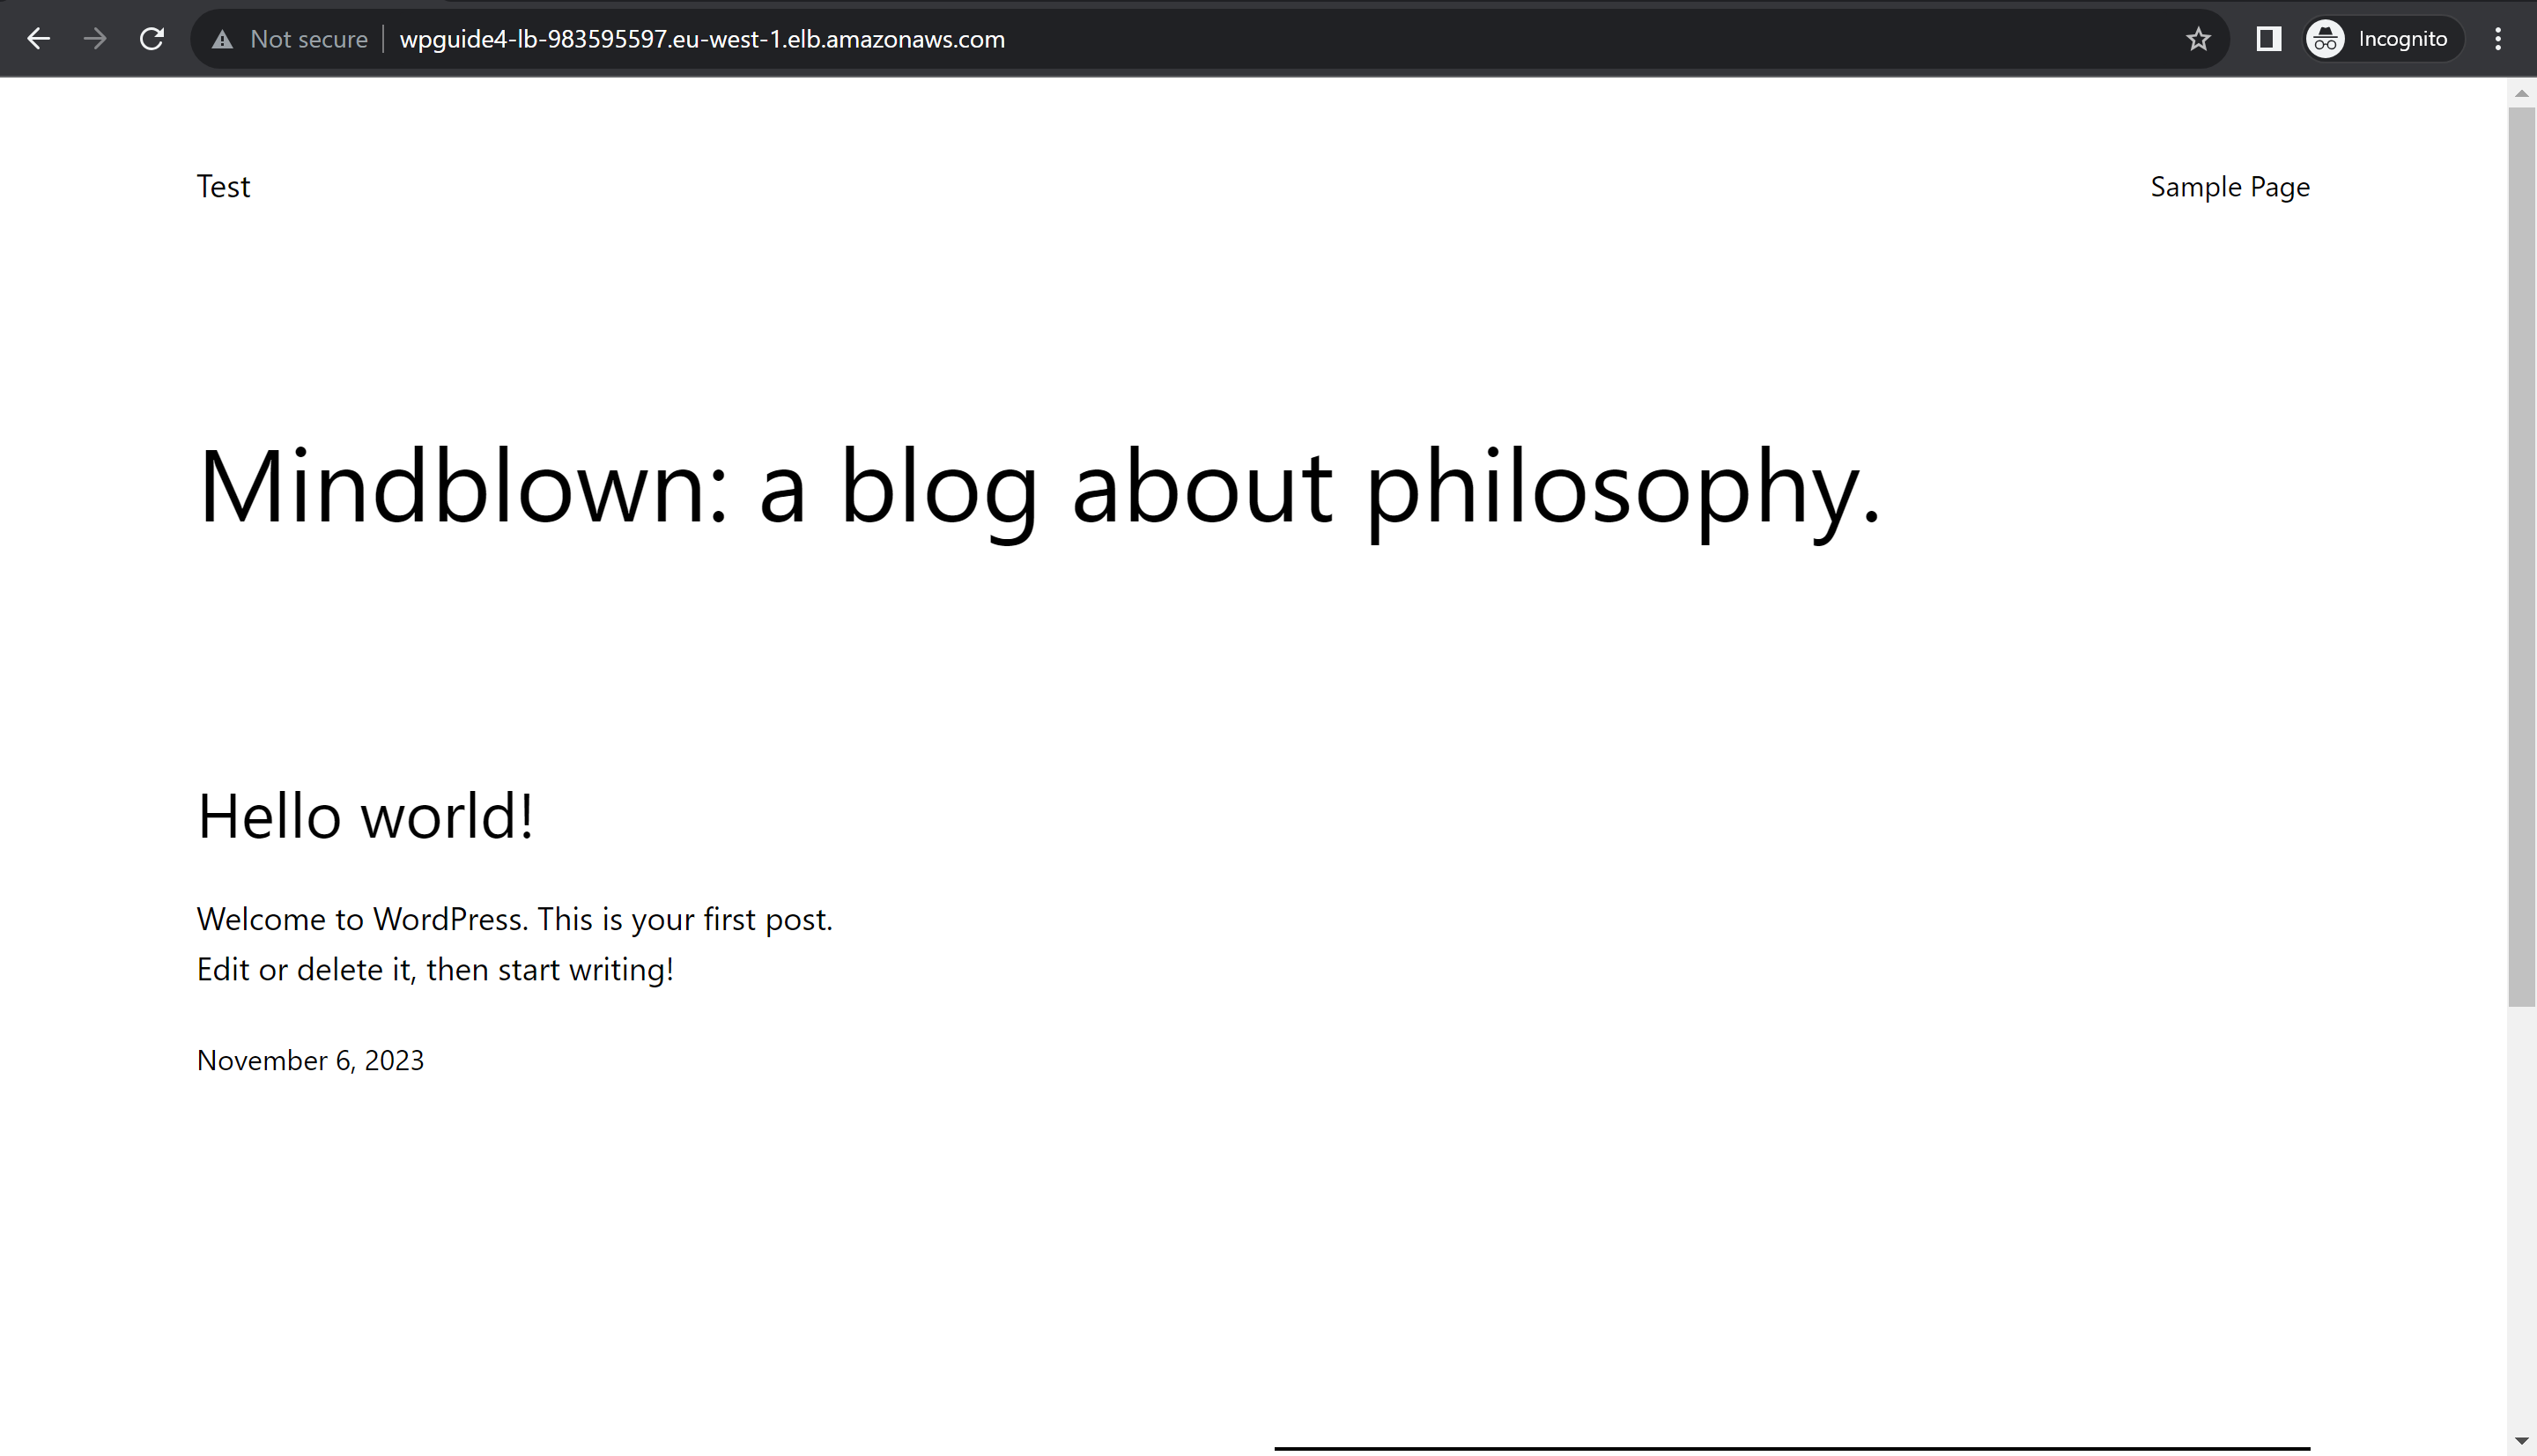 Not secure
wpguide4-lb-983595597.eu-west-1.elb.amazonaws.com
Incognito
Test
Sample Page
Mindblown: a blog about philosophy.
Hello world!
Welcome to WordPress. This is your first post.
Edit or delete it, then start writing!
November 6, 2023